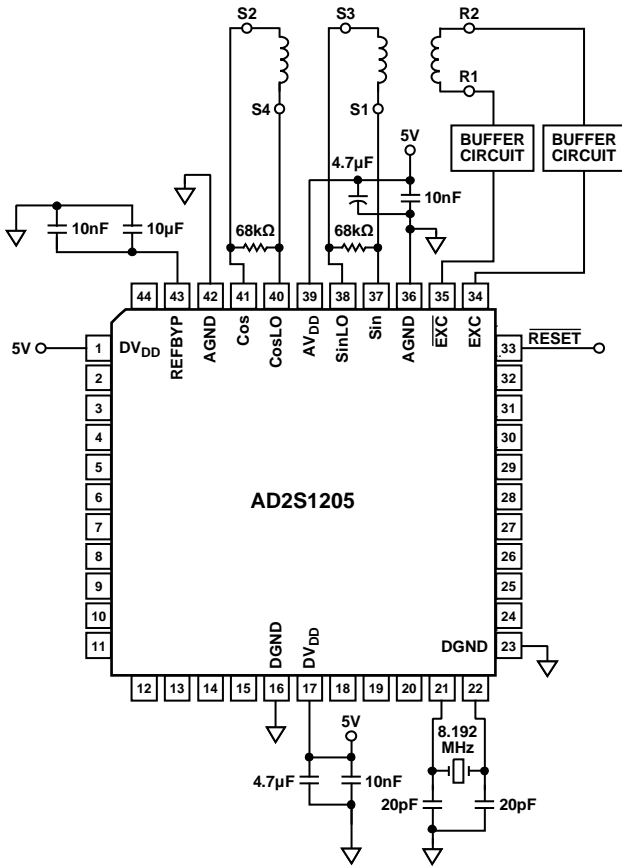 S2
S3
R2
S4
S1
R1
5V
BUFFER
CIRCUIT
BUFFER
CIRCUIT
4.7µF
10nF
10nF
10µF
68kΩ
68kΩ
44 43 42 41 40 39 38 37 36 35 34
REFBYP
AGND
Cos
CosLO
AVDD
SinLO
Sin
AGND
EXC
EXC
5V
1 DVDD
2
3
4
5
6
7
8
9
10
11
AD2S1205
33 RESET
32
31
30
29
28
27
26
25
24
DGND 23
DGND
DVDD
12 13 14 15 16 17 18 19 20 21 22
5V
4.7µF
10nF
8.192
MHz
20pF
20pF